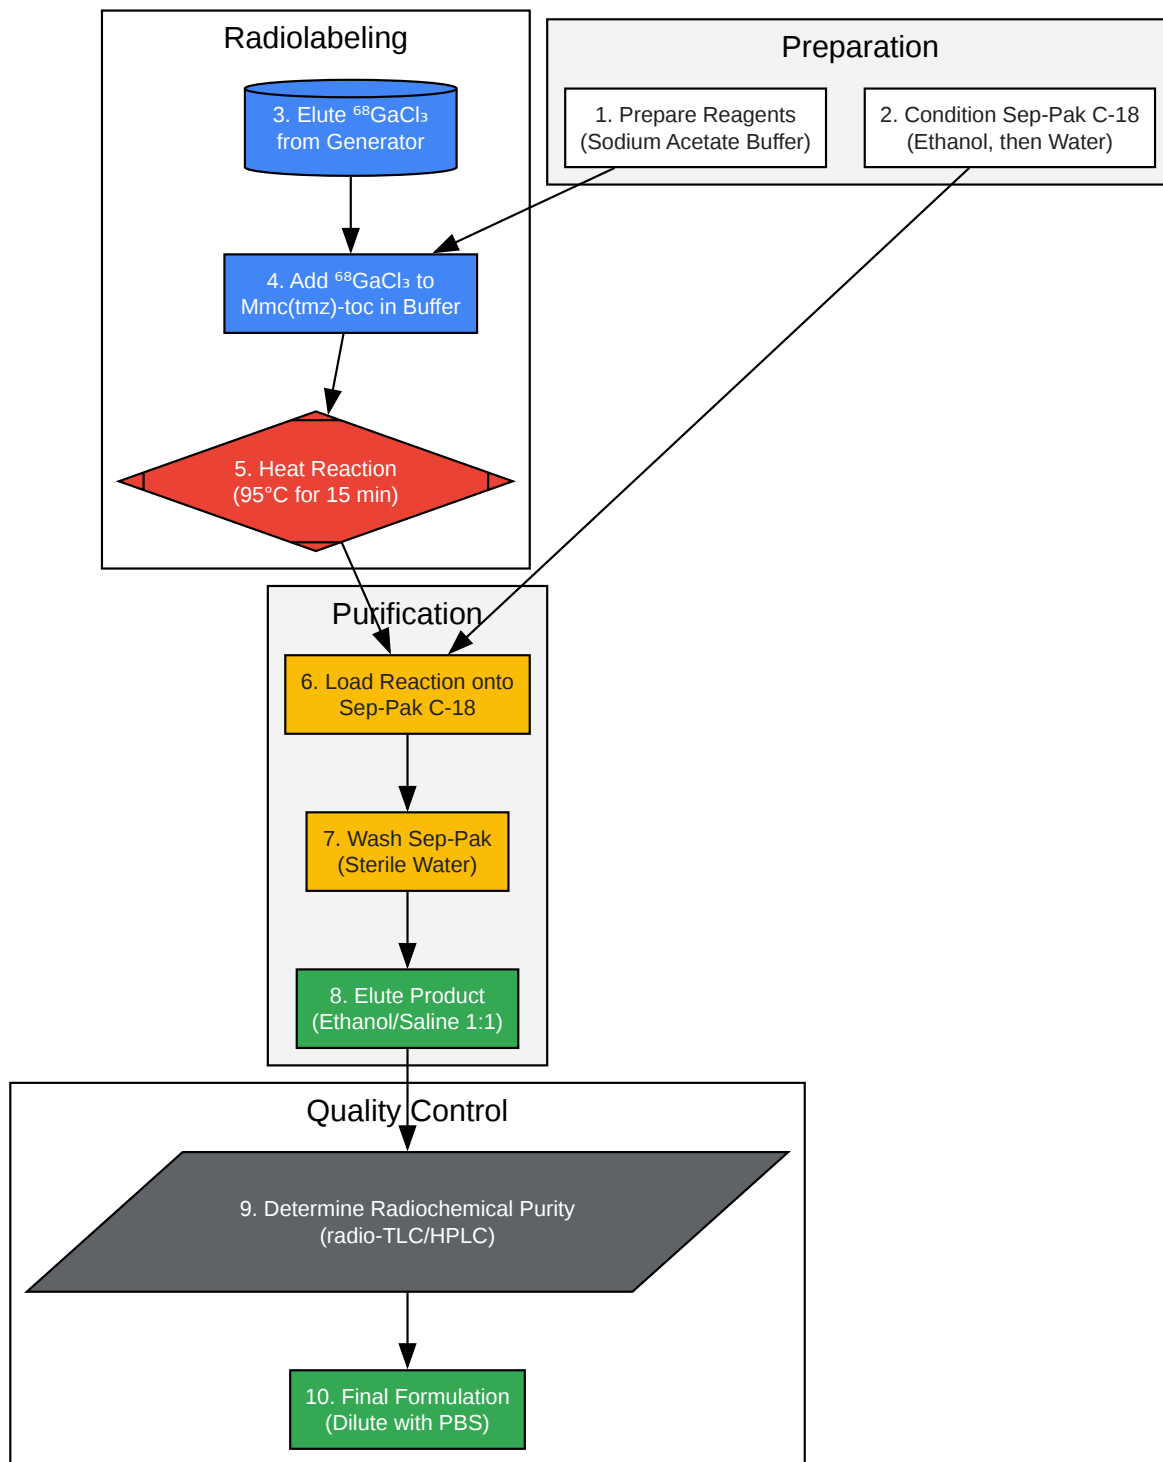 Radiolabeling
3. Elute ⁶⁸GaCl₃
from Generator
4. Add ⁶⁸GaCl₃ to
Mmc(tmz)-toc in Buffer
5. Heat Reaction
(95°C for 15 min)
Preparation
1. Prepare Reagents
(Sodium Acetate Buffer)
2. Condition Sep-Pak C-18
(Ethanol, then Water)
Purification
6. Load Reaction onto
Sep-Pak C-18
7. Wash Sep-Pak
(Sterile Water)
8. Elute Product
(Ethanol/Saline 1:1)
Quality Control
9. Determine Radiochemical Purity
(radio-TLC/HPLC)
10. Final Formulation
(Dilute with PBS)